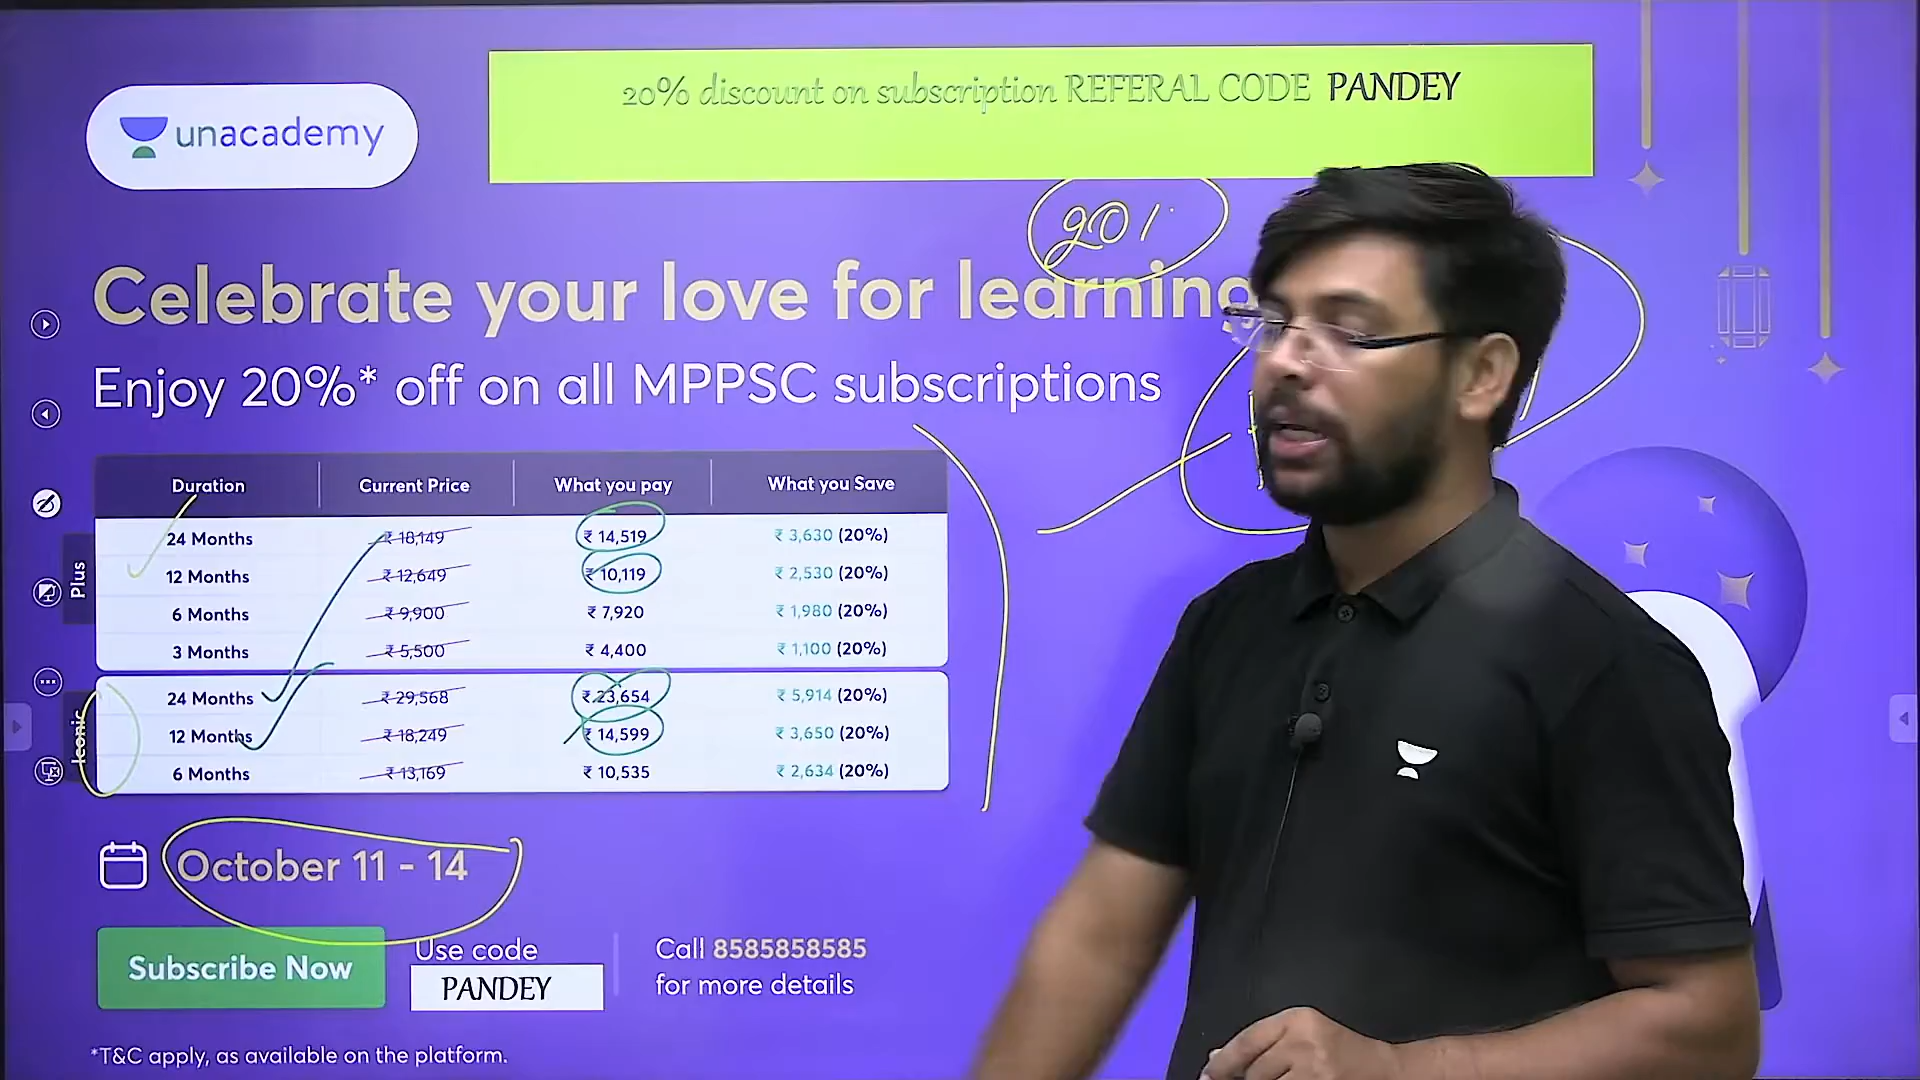 20% discount on subscription REFERAL CODE PANDEY
unacademy
20%
Celebrate your love for learning
Enjoy 20%* off on all MPPSC subscriptions
Duration Current Price What you pay What you Save
Plus
24 Months ₹ 18,149 ₹ 14,519 ₹ 3,630 (20%)
12 Months ₹ 12,649 ₹ 10,119 ₹ 2,530 (20%)
6 Months ₹ 9,900 ₹ 7,920 ₹ 1,980 (20%)
3 Months ₹ 5,500 ₹ 4,400 ₹ 1,100 (20%)
Iconic
24 Months ₹ 29,568 ₹ 23,654 ₹ 5,914 (20%)
12 Months ₹ 18,249 ₹ 14,599 ₹ 3,650 (20%)
6 Months ₹ 13,169 ₹ 10,535 ₹ 2,634 (20%)
October 11 - 14
Subscribe Now
Use code
PANDEY
Call 8585858585
for more details
*T&C apply, as available on the platform.